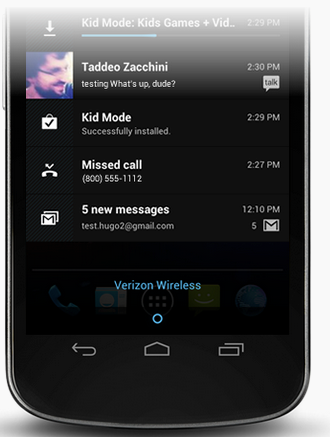 Kid Mode: Kids Games + Vid.. 2:29 PM
Taddeo Zacchini 2:30 PM
testing What's up, dude?
talk
Kid Mode 2:29 PM
Successfully installed.
Missed call 2:27 PM
(800) 555-1112
5 new messages 12:10 PM
test.hugo2@gmail.com 5
Verizon Wireless